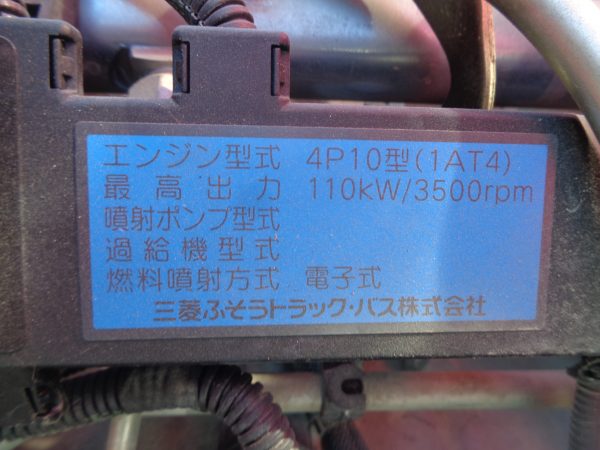 エンジン型式 4P10型(1AT4)
最高出力 110kW/3500rpm
噴射ポンプ型式
過給機型式
燃料噴射方式 電子式
三菱ふそうトラック・バス株式会社